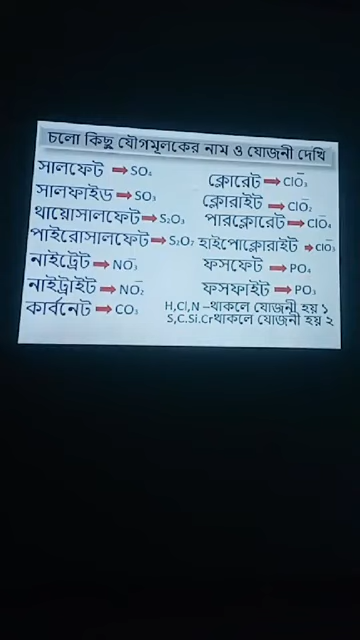 চলো কিছু যৌগমূলকের নাম ও যোজনী দেখি
সালফেট ➡ SO₄
সালফাইড ➡ SO₃
থায়োসালফেট ➡ S₂O₃
পাইরোসালফেট ➡ S₂O₇
নাইট্রেট ➡ NO₃⁻
নাইট্রাইট ➡ NO₂⁻
কার্বনেট ➡ CO₃
ক্লোরেট ➡ ClO₃⁻
ক্লোরাইট ➡ ClO₂⁻
পারক্লোরেট ➡ ClO₄⁻
হাইপোক্লোরাইট ➡ ClO₃⁻
ফসফেট ➡ PO₄
ফসফাইট ➡ PO₃
H,Cl,N –থাকলে যোজনী হয় ১
S,C.Si.Crথাকলে যোজনী হয় ২